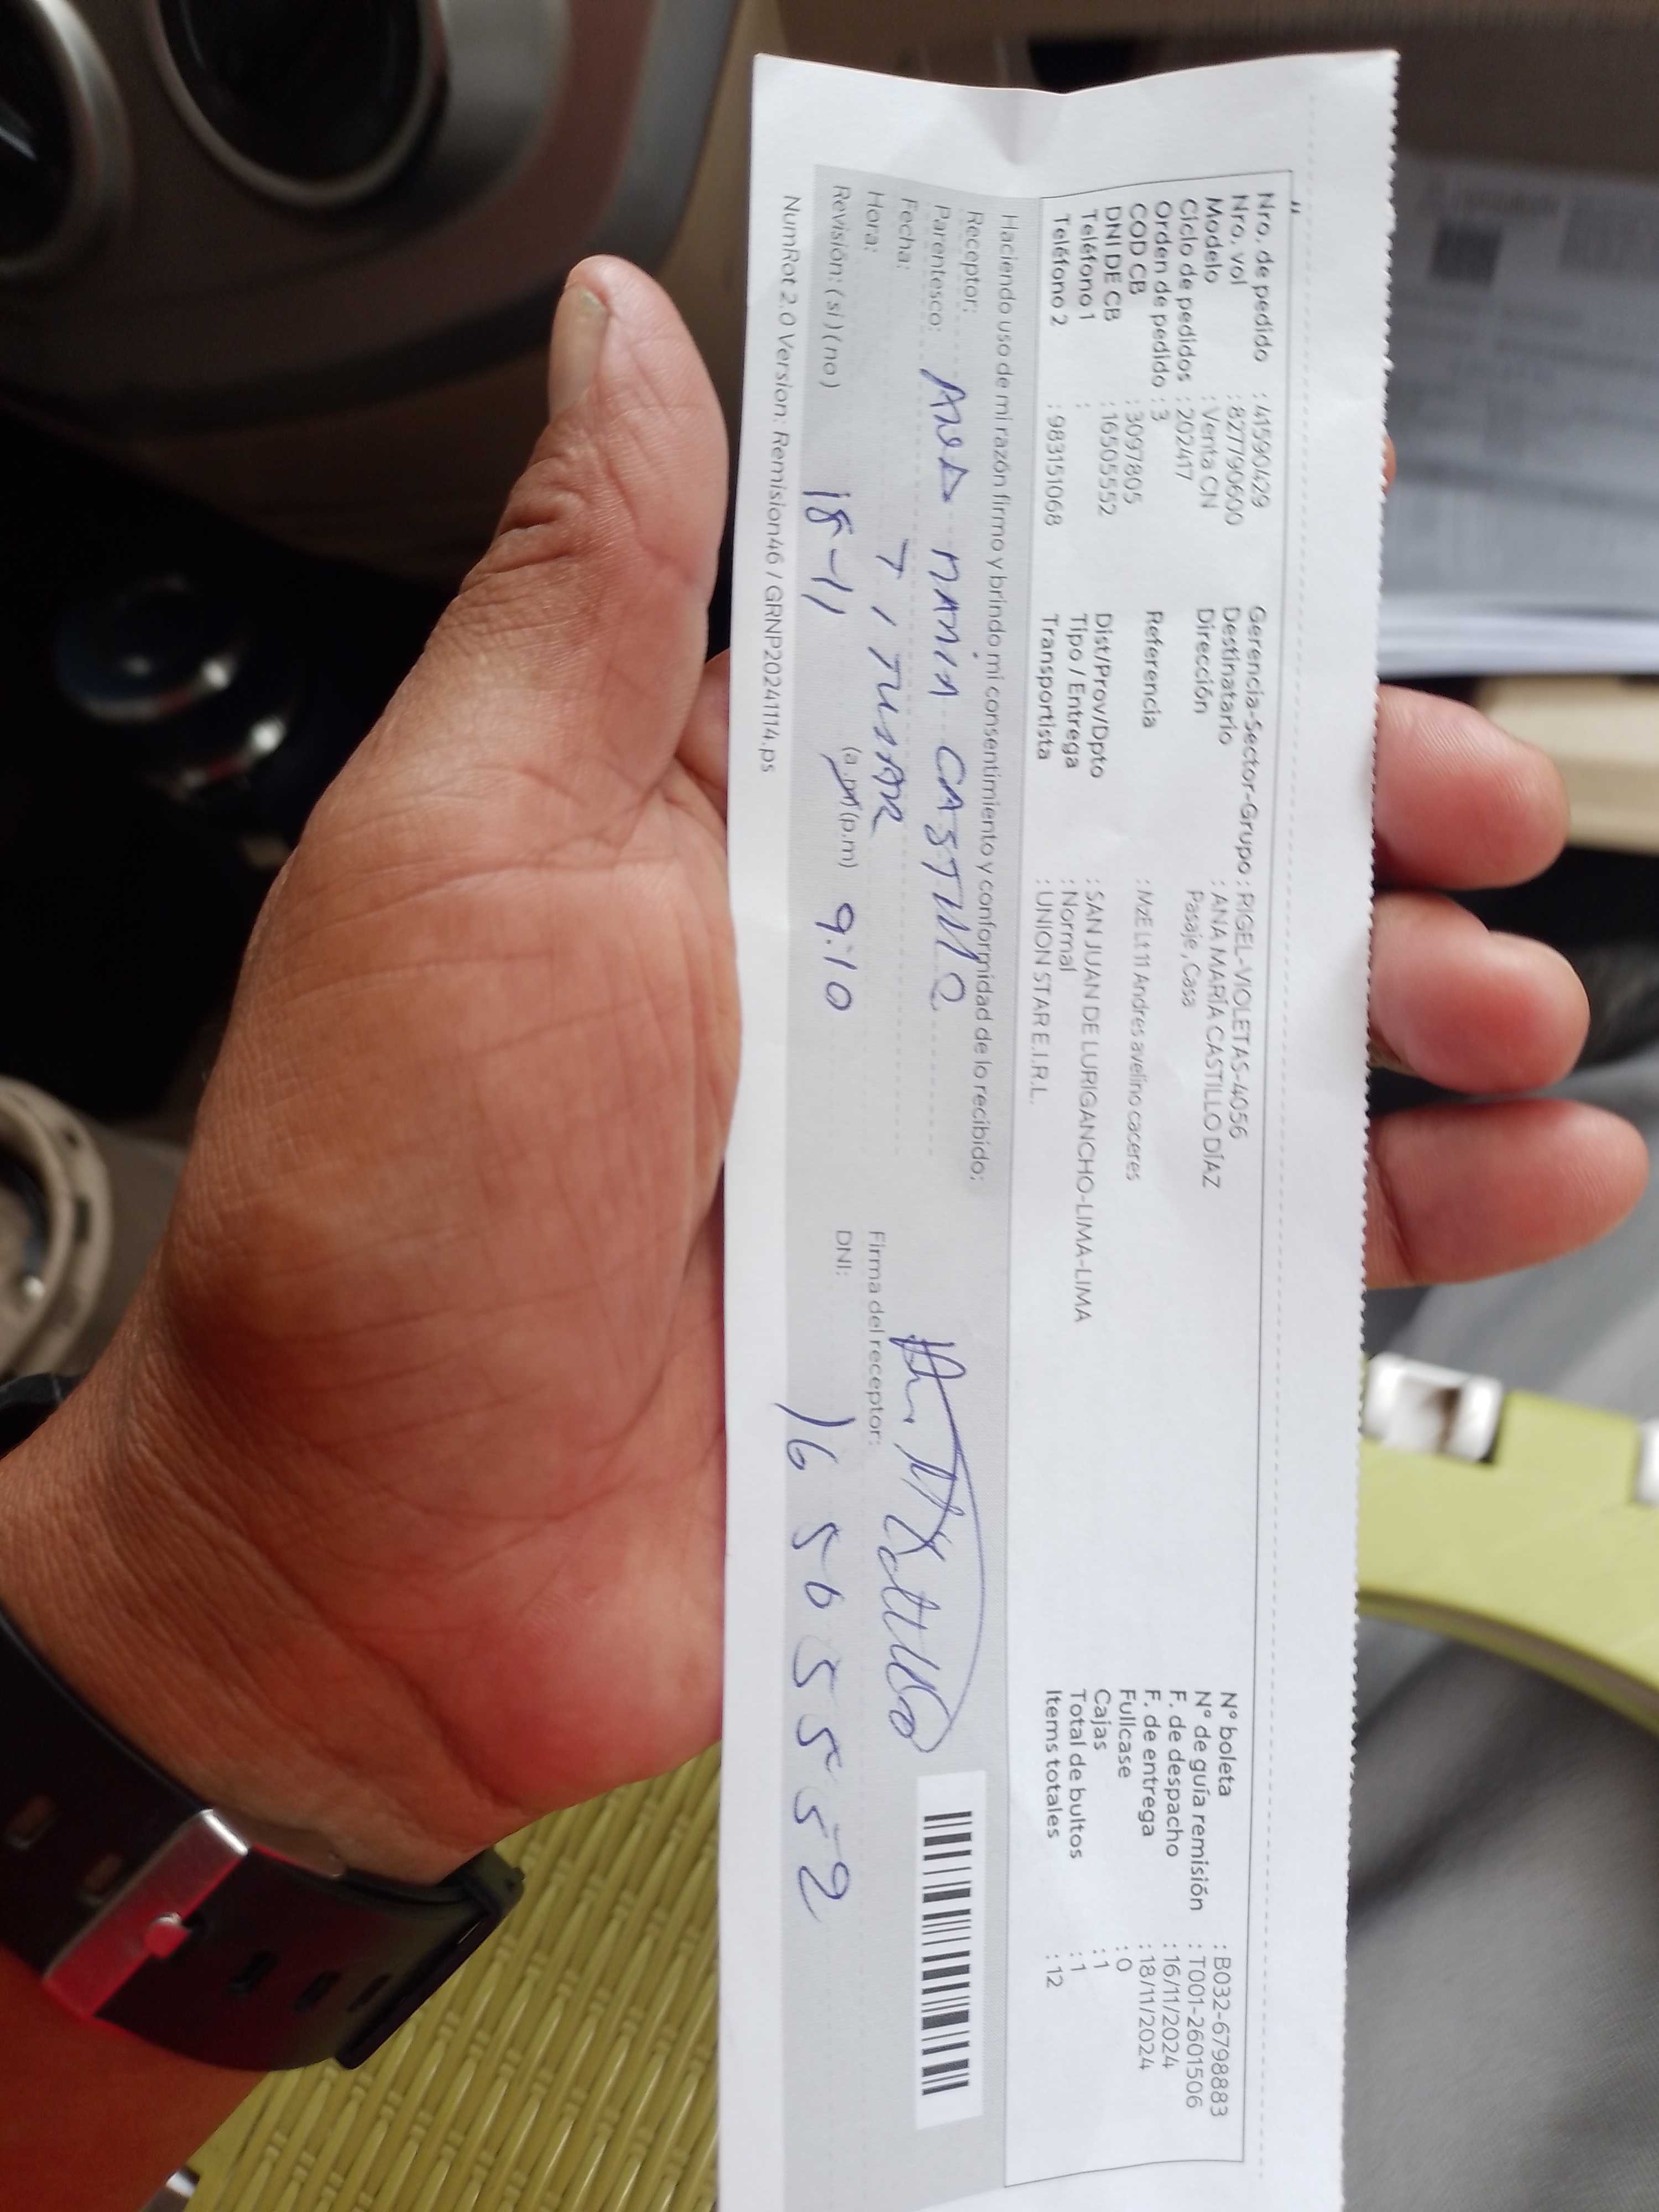 Nro. de pedido : 41590429
Nro. vol : 827790600
Modelo : Venta CN
Ciclo de pedidos : 202417
Orden de pedido : 3
COD CB : 3097805
DNI DE CB : 16505552
Teléfono 1 :
Teléfono 2 : 983151068
Gerencia-Sector-Grupo : RIGEL-VIOLETAS-4056
Destinatario : ANA MARÍA CASTILLO DÍAZ
Dirección Pasaje , Casa
Referencia : MzE Lt 11 Andres avelino caceres
Dist/Prov/Dpto : SAN JUAN DE LURIGANCHO-LIMA-LIMA
Tipo / Entrega : Normal
Transportista : UNION STAR E.I.R.L.
N° boleta : B032-6798883
N° de guía remisión : T001-2601506
F. de despacho : 16/11/2024
F. de entrega : 18/11/2024
Fullcase : 0
Cajas : 1
Total de bultos : 1
Items totales : 12
Haciendo uso de mi razón firmo y brindo mi consentimiento y conformidad de lo recibido:
Receptor: ANA MARIA CASTILLO
Parentesco: TITULAR
Fecha: 18-11
Hora: (a.m) (p.m) 9:10
Revisión: ( si ) ( no )
Firma del receptor:
DNI: 16505552
NumRot 2.0 Version: Remision46 / GRNP20241114.ps